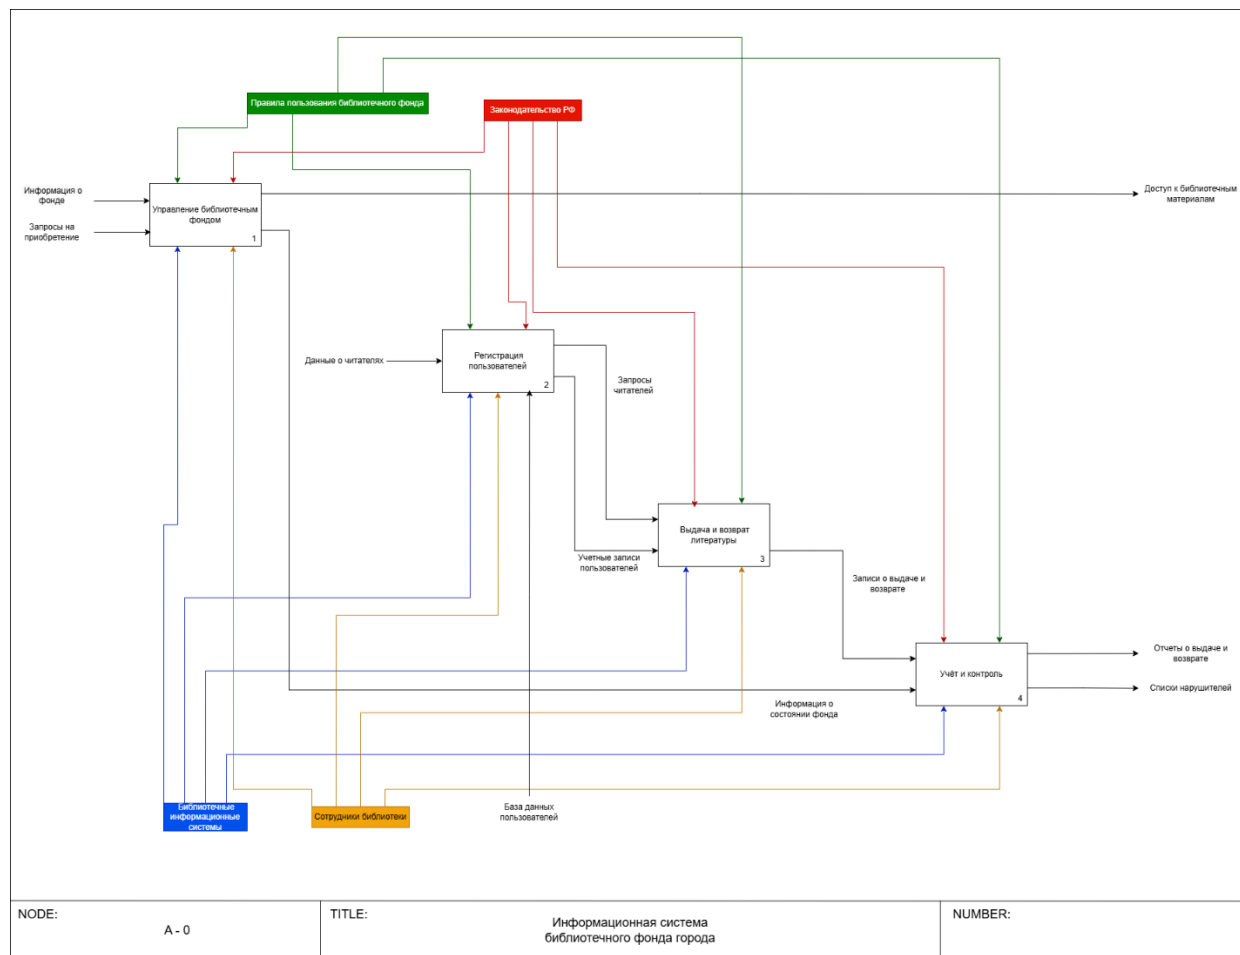 Правила пользования библиотечного фонда
Законодательство РФ
Информация о
фонде
Запросы на
приобретение
Управление библиотечным
фондом
1
Доступ к библиотечным
материалам
Данные о читателях
Регистрация
пользователей
2
Запросы
читателей
Учетные записи
пользователей
Выдача и возврат
литературы
3
Записи о выдаче и
возврате
Учёт и контроль
4
Отчеты о выдаче и
возврате
Списки нарушителей
Информация о
состоянии фонда
Библиотечные
информационные
системы
Сотрудники библиотеки
База данных
пользователей
NODE:
A - 0
TITLE:
Информационная система
библиотечного фонда города
NUMBER: